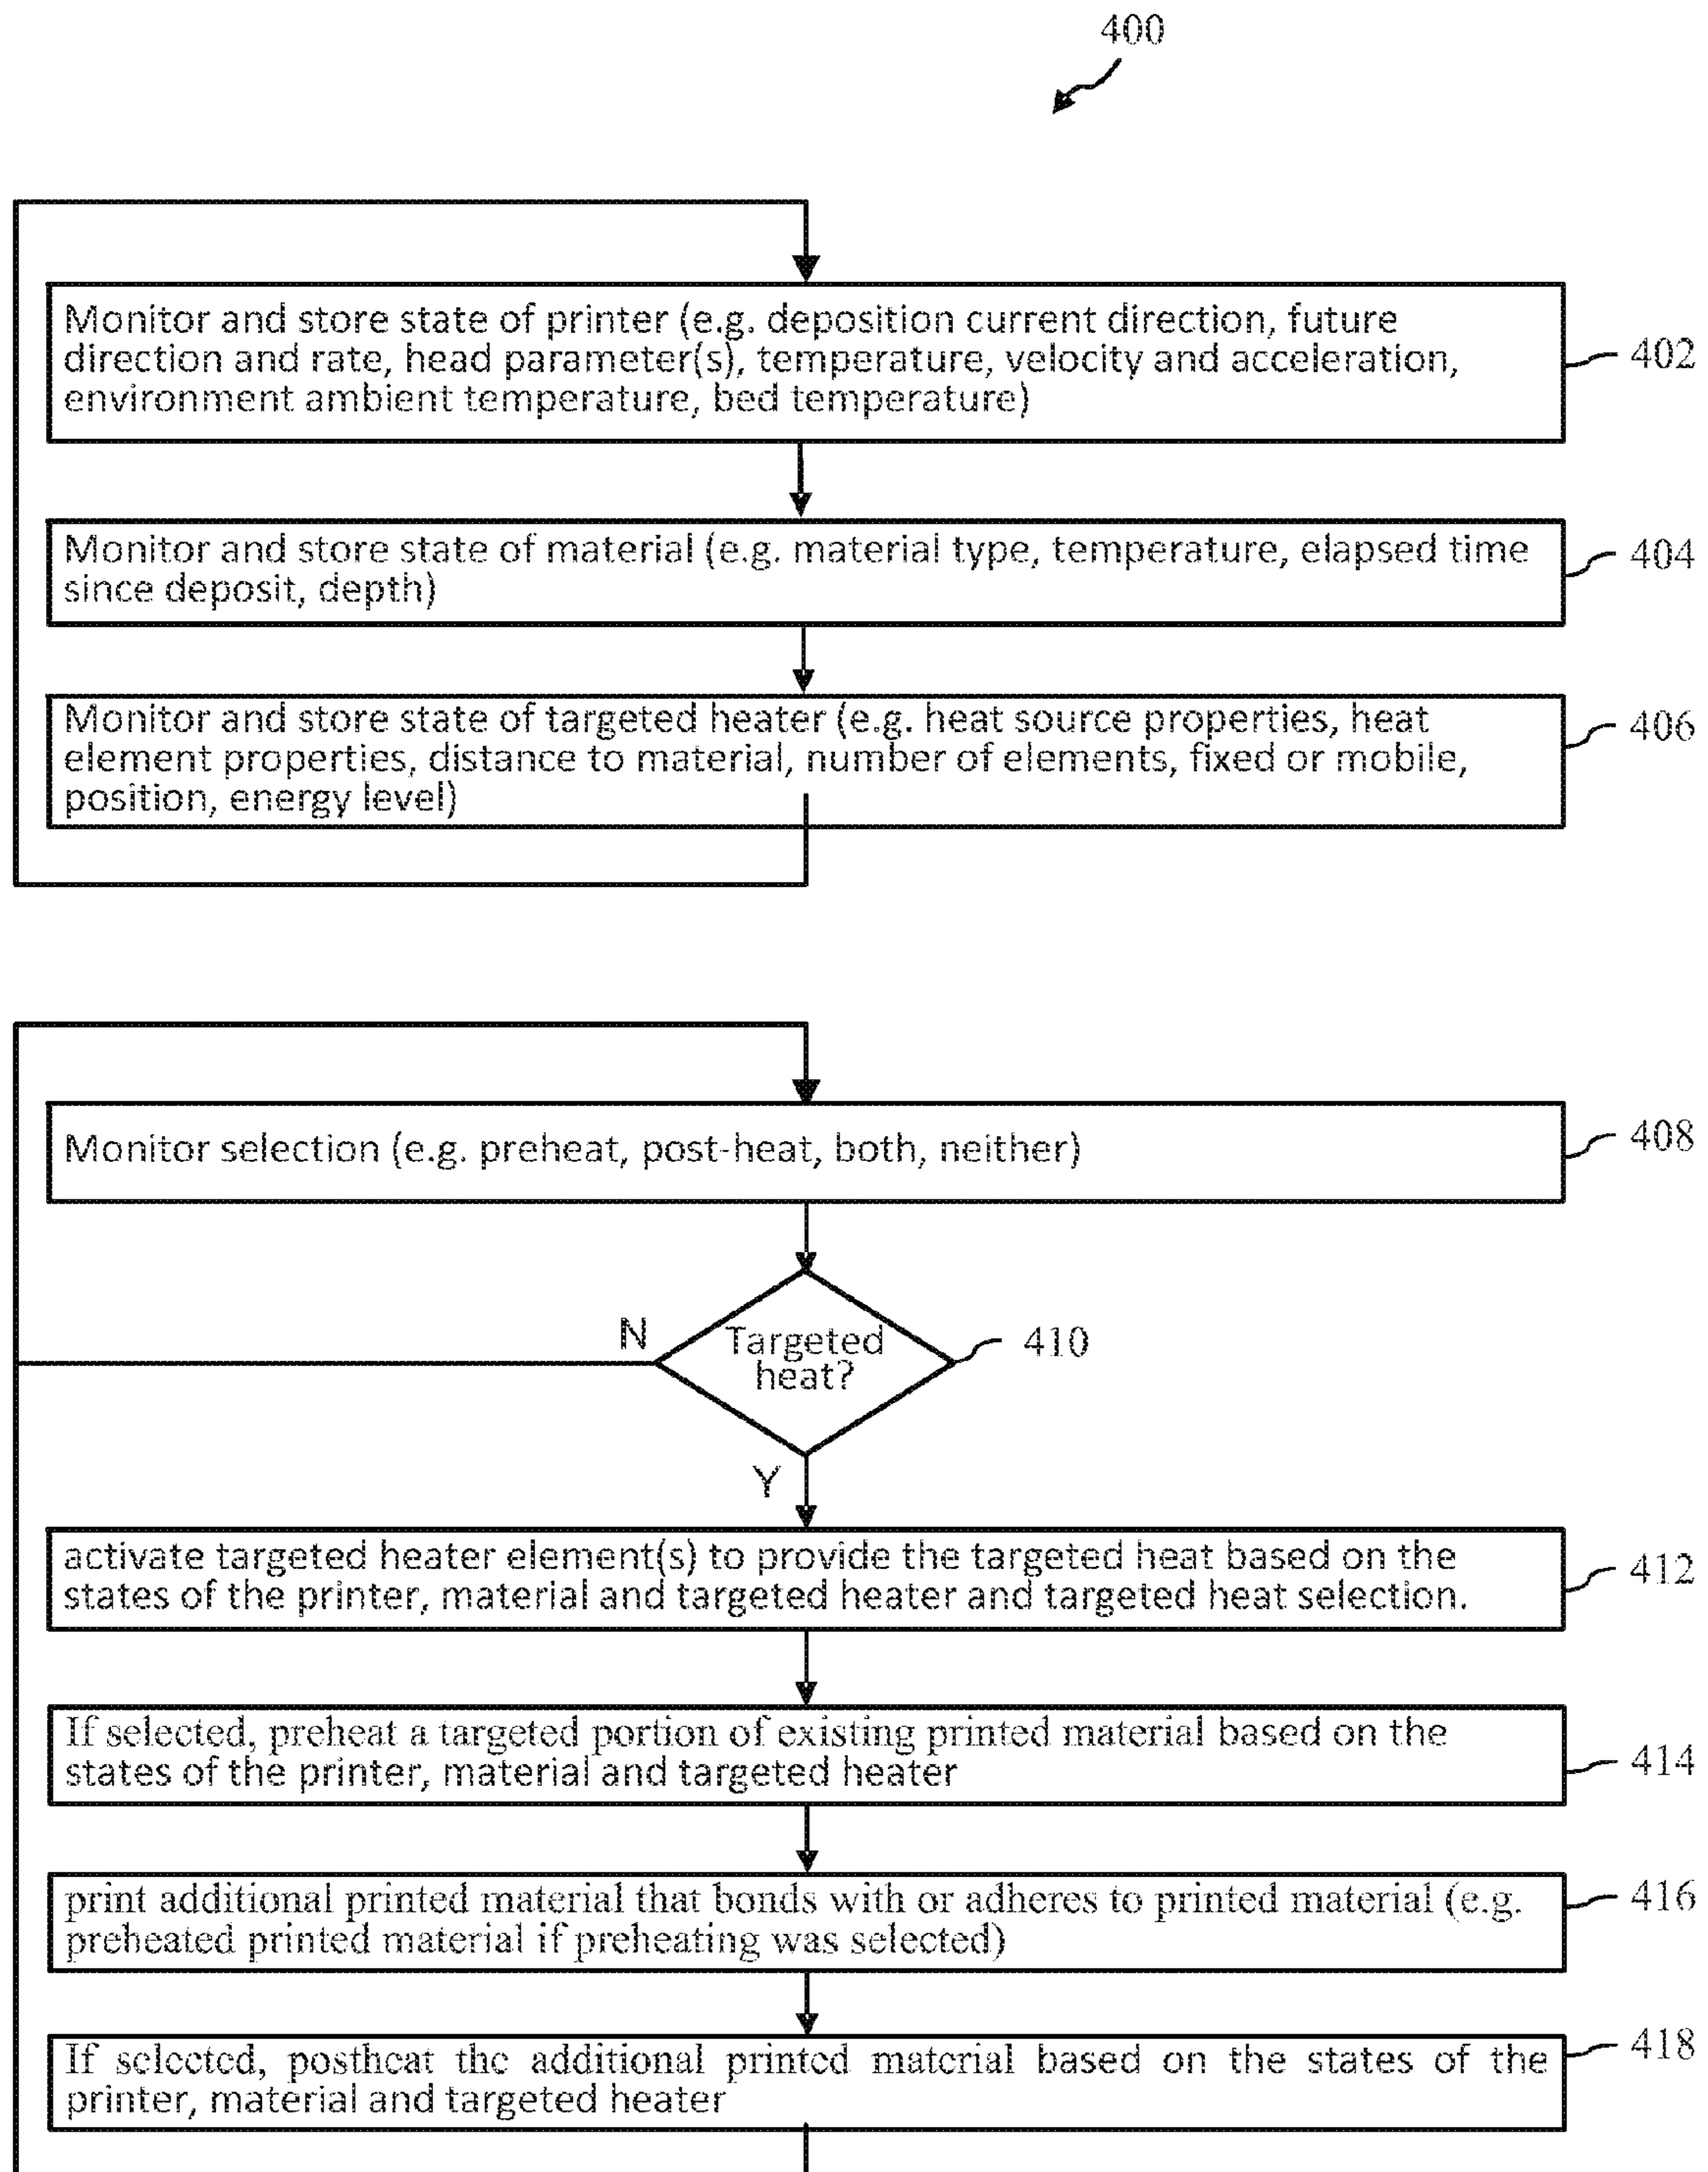 400
Monitor and store state of printer (e.g. deposition current direction, future
direction and rate, head parameter(s), temperature, velocity and acceleration,
environment ambient temperature, bed temperature)
402
Monitor and store state of material (e.g. material type, temperature, elapsed time
since deposit, depth)
404
Monitor and store state of targeted heater (e.g. heat source properties, heat
element properties, distance to material, number of elements, fixed or mobile,
position, energy level)
406
Monitor selection (e.g. preheat, post-heat, both, neither)
408
N
Targeted
heat?
410
Y
activate targeted heater element(s) to provide the targeted heat based on the
states of the printer, material and targeted heater and targeted heat selection.
412
If selected, preheat a targeted portion of existing printed material based on the
states of the printer, material and targeted heater
414
print additional printed material that bonds with or adheres to printed material (e.g.
preheated printed material if preheating was selected)
416
If selected, postheat the additional printed material based on the states of the
printer, material and targeted heater
418